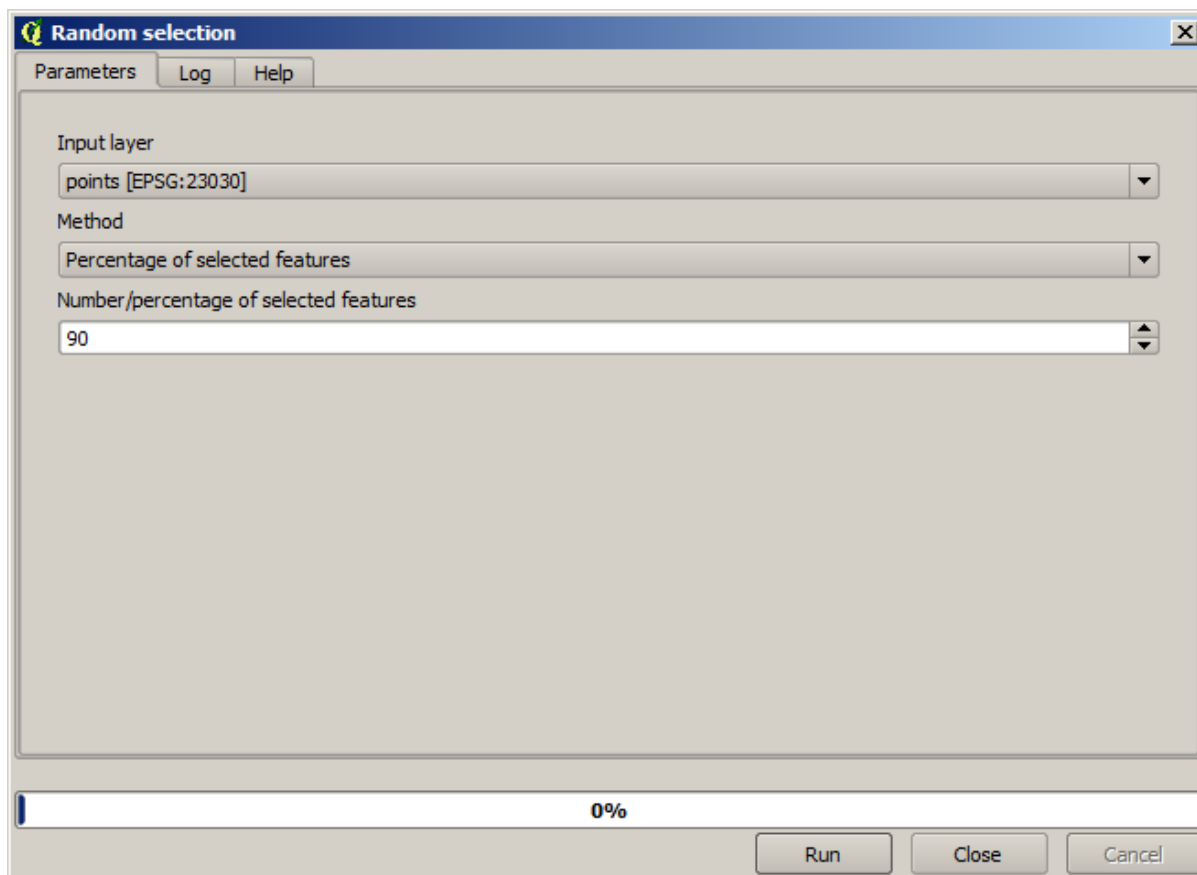 Random selection
Parameters Log Help
Input layer
points [EPSG:23030]
Method
Percentage of selected features
Number/percentage of selected features
90
0%
Run Close Cancel